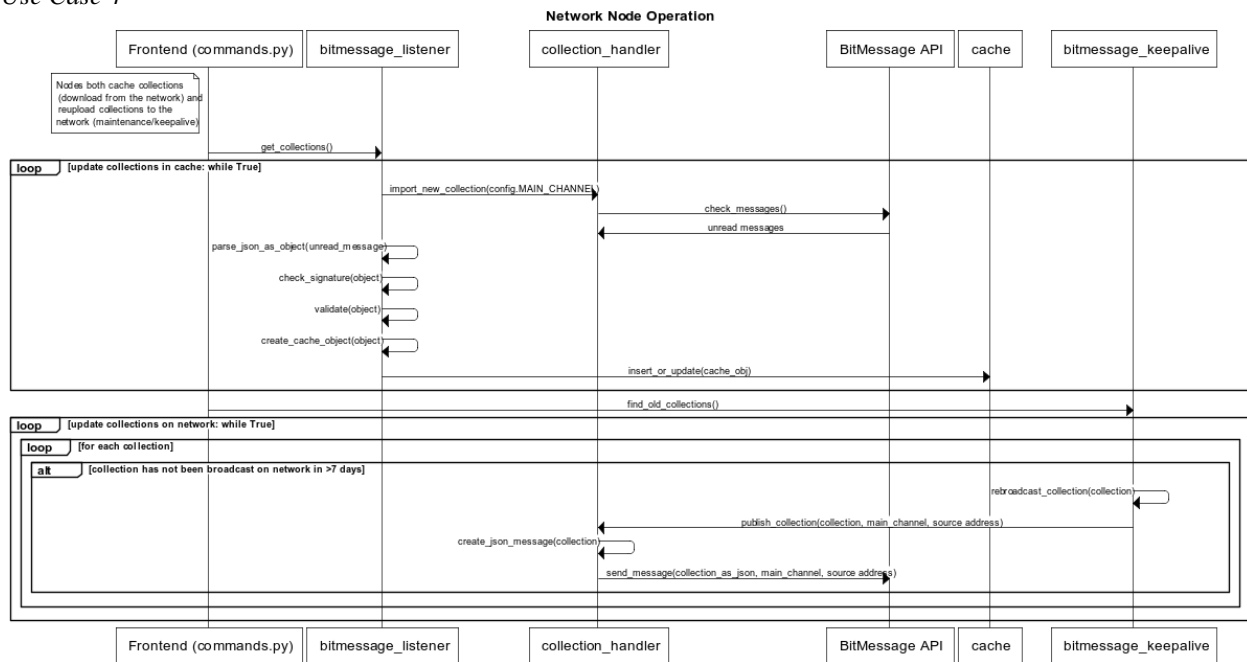 Network Node Operation
Frontend (commands.py)
bitmessage_listener
collection_handler
BitMessage API
cache
bitmessage_keepalive
Nodes both cache collections
(download from the network) and
reupload collections to the
network (maintenance/keepalive)
get_collections()
loop
[update collections in cache: while True]
import_new_collection(config.MAIN_CHANNEL)
check_messages()
unread messages
parse_json_as_object(unread_message)
check_signature(object)
validate(object)
create_cache_object(object)
insert_or_update(cache_obj)
find_old_collections()
loop
[update collections on network: while True]
loop
[for each collection]
alt
[collection has not been broadcast on network in >7 days]
rebroadcast_collection(collection)
publish_collection(collection, main_channel, source address)
create_json_message(collection)
send_message(collection_as_json, main_channel, source address)
Frontend (commands.py)
bitmessage_listener
collection_handler
BitMessage API
cache
bitmessage_keepalive